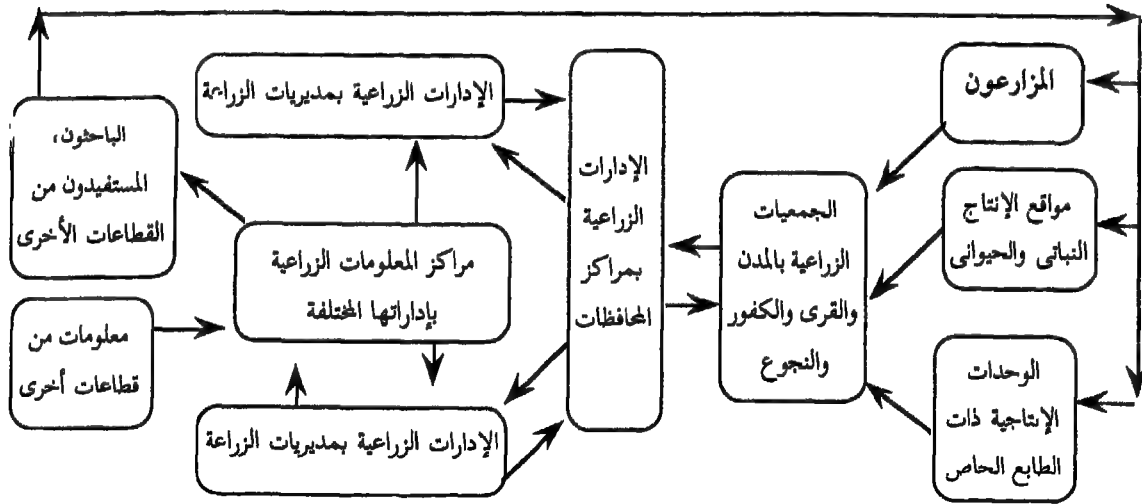 المزارعون
مواقع الإنتاج
النباتى والحيوانى
الوحدات
الإنتاجية ذات
الطابع الخاص
الجمعيات
الزراعية بالمدن
والقرى والكفور
والنجوع
الإدارات
الزراعية
بمراكز
المحافظات
الإدارات الزراعية بمديريات الزراعة
مراكز المعلومات الزراعية
بإداراتها المختلفة
الإدارات الزراعية بمديريات الزراعة
الباحثون،
المستفيدون من
القطاعات الأخرى
معلومات من
قطاعات أخرى